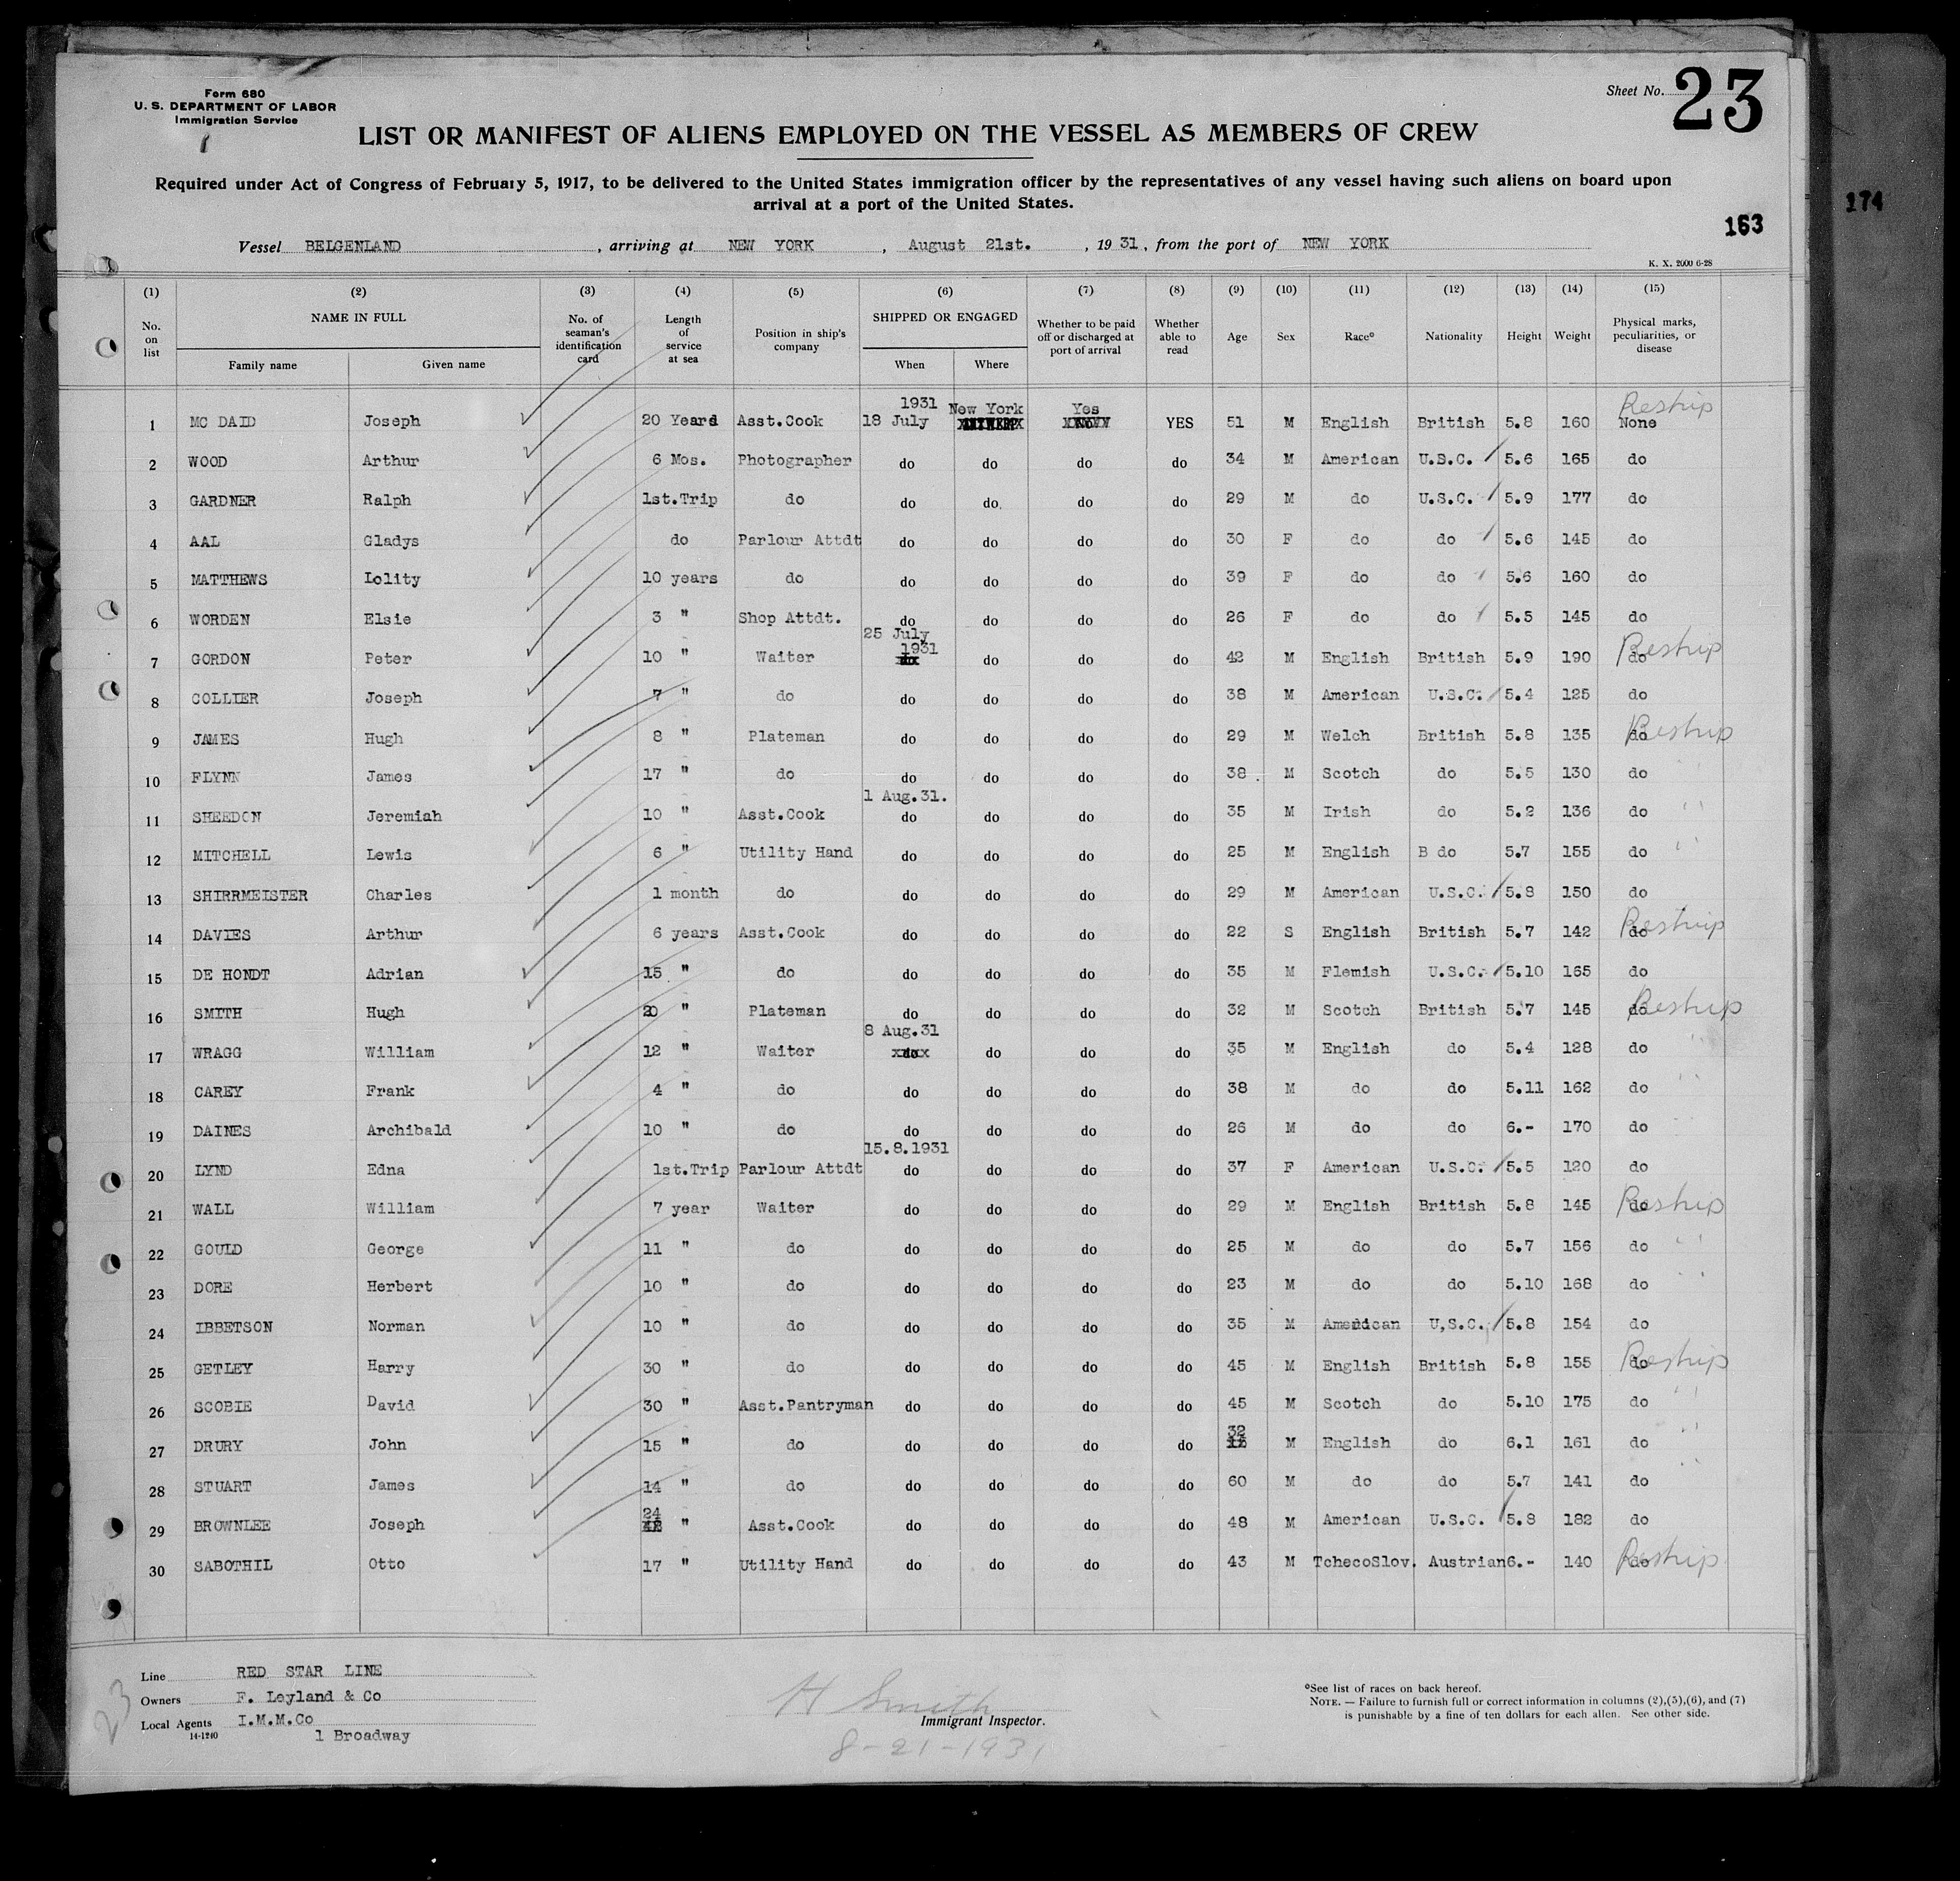 Form 680
U. S. DEPARTMENT OF LABOR
Immigration Service
Sheet No. 23
LIST OR MANIFEST OF ALIENS EMPLOYED ON THE VESSEL AS MEMBERS OF CREW
Required under Act of Congress of February 5, 1917, to be delivered to the United States immigration officer by the representatives of any vessel having such aliens on board upon
arrival at a port of the United States.
174
163
Vessel BELGENLAND , arriving at NEW YORK , August 21st. , 19 31 , from the port of NEW YORK
K. X. 2000 6-28
(1) (2) (3) (4) (5) (6) (7) (8) (9) (10) (11) (12) (13) (14) (15)
No. on list NAME IN FULL Family name Given name No. of seaman's identification card Length of service at sea Position in ship's company SHIPPED OR ENGAGED When Where Whether to be paid off or discharged at port of arrival Whether able to read Age Sex Race° Nationality Height Weight Physical marks, peculiarities, or disease
1 MC DAID Joseph 20 Years Asst.Cook 18 July 1931 New York Yes YES 51 M English British 5.8 160 None Reship
2 WOOD Arthur 6 Mos. Photographer do do do do 34 M American U.S.C. 5.6 165 do
3 GARDNER Ralph 1st.Trip do do do. do do 29 M do U.S.C. 5.9 177 do
4 AAL Gladys do Parlour Attdt do do do do 30 F do do 5.6 145 do
5 MATTHEWS Lolity 10 years do do do do do 39 F do do 5.6 160 do
6 WORDEN Elsie 3 " Shop Attdt. do do do do 26 F do do 5.5 145 do
7 GORDON Peter 10 " Waiter 25 July 1931 do do do 42 M English British 5.9 190 do Reship
8 COLLIER Joseph 7 " do do do do do 38 M American U.S.C. 5.4 125 do
9 JAMES Hugh 8 " Plateman do do do do 29 M Welch British 5.8 135 do Reship
10 FLYNN James 17 " do do do do do 38 M Scotch do 5.5 130 do "
11 SHEEDON Jeremiah 10 " Asst.Cook 1 Aug.31. do do do do 35 M Irish do 5.2 136 do "
12 MITCHELL Lewis 6 " Utility Hand do do do do 25 M English B do 5.7 155 do "
13 SHIRRMEISTER Charles 1 month do do do do do 29 M American U.S.C. 5.8 150 do
14 DAVIES Arthur 6 years Asst.Cook do do do do 22 S English British 5.7 142 do Reship
15 DE HONDT Adrian 15 " do do do do do 35 M Flemish U.S.C. 5.10 165 do
16 SMITH Hugh 20 " Plateman do do do do 32 M Scotch British 5.7 145 do Reship
17 WRAGG William 12 " Waiter 8 Aug.31 do do do 35 M English do 5.4 128 do "
18 CAREY Frank 4 " do do do do do 38 M do do 5.11 162 do "
19 DAINES Archibald 10 " do do do do do 26 M do do 6.- 170 do "
20 LYND Edna 1st.Trip Parlour Attdt 15.8.1931 do do do do 37 F American U.S.C. 5.5 120 do
21 WALL William 7 year Waiter do do do do 29 M English British 5.8 145 do Reship
22 GOULD George 11 " do do do do do 25 M do do 5.7 156 do "
23 DORE Herbert 10 " do do do do do 23 M do do 5.10 168 do "
24 IBBETSON Norman 10 " do do do do do 35 M American U,S.C. 5.8 154 do
25 GETLEY Harry 30 " do do do do do 45 M English British 5.8 155 do Reship
26 SCOBIE David 30 " Asst.Pantryman do do do do 45 M Scotch do 5.10 175 do "
27 DRURY John 15 " do do do do do 32 M English do 6.1 161 do "
28 STUART James 14 " do do do do do 60 M do do 5.7 141 do "
29 BROWNLEE Joseph 24 " Asst.Cook do do do do 48 M American U.S.C. 5.8 182 do
30 SABOTHIL Otto 17 " Utility Hand do do do do 43 M TchecoSlov. Austrian 6.- 140 do Reship
Line RED STAR LINE
Owners F. Leyland & Co
Local Agents I.M.M.Co
14-1240
1 Broadway
23
H Smith
Immigrant Inspector.
8-21-1931
°See list of races on back hereof.
NOTE. — Failure to furnish full or correct information in columns (2),(5),(6), and (7)
is punishable by a fine of ten dollars for each alien. See other side.